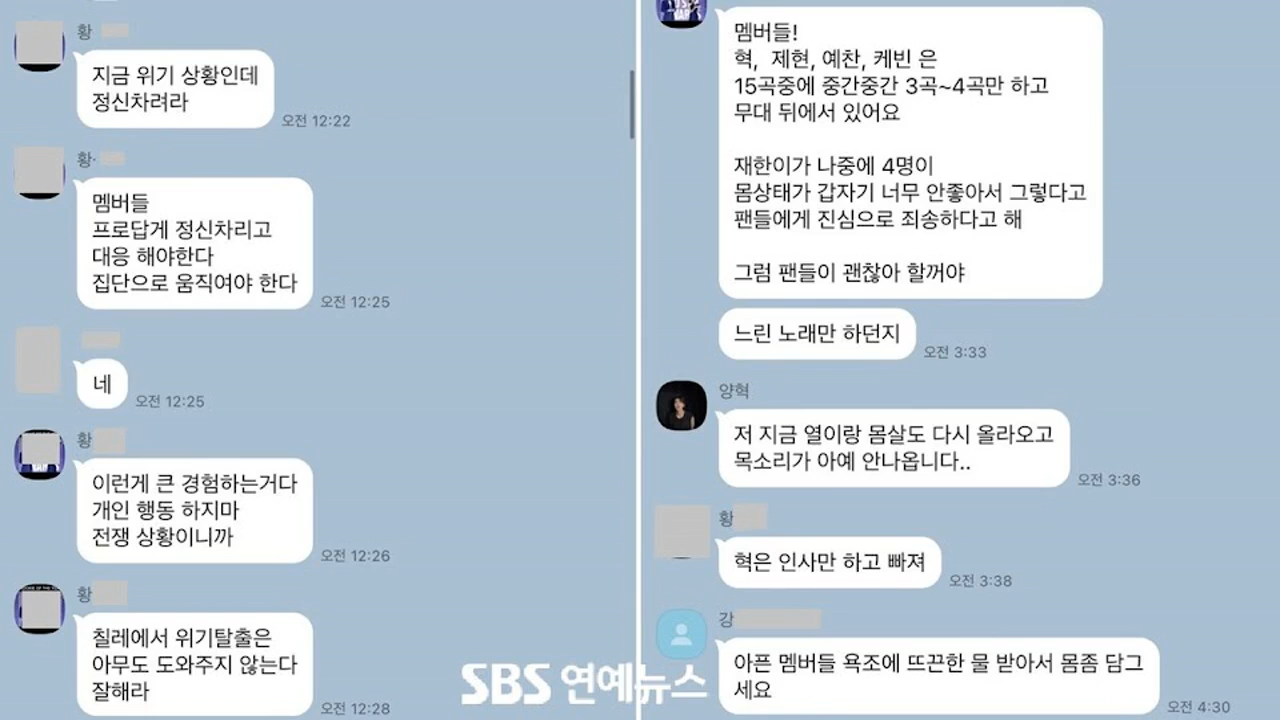 황
지금 위기 상황인데
정신차려라
오전 12:22
황·
멤버들
프로답게 정신차리고
대응 해야한다
집단으로 움직여야 한다
오전 12:25
네
오전 12:25
황
이런게 큰 경험하는거다
개인 행동 하지마
전쟁 상황이니까
오전 12:26
황
칠레에서 위기탈출은
아무도 도와주지 않는다
잘해라
오전 12:28
멤버들!
혁, 제현, 예찬, 케빈 은
15곡중에 중간중간 3곡~4곡만 하고
무대 뒤에서 있어요
재한이가 나중에 4명이
몸상태가 갑자기 너무 안좋아서 그렇다고
팬들에게 진심으로 죄송하다고 해
그럼 팬들이 괜찮아 할꺼야
느린 노래만 하던지
오전 3:33
양혁
저 지금 열이랑 몸살도 다시 올라오고
목소리가 아예 안나옵니다..
오전 3:36
황
혁은 인사만 하고 빠져
오전 3:38
강
아픈 멤버들 욕조에 뜨끈한 물 받아서 몸좀 담그
세요
오전 4:30
SBS 연예뉴스